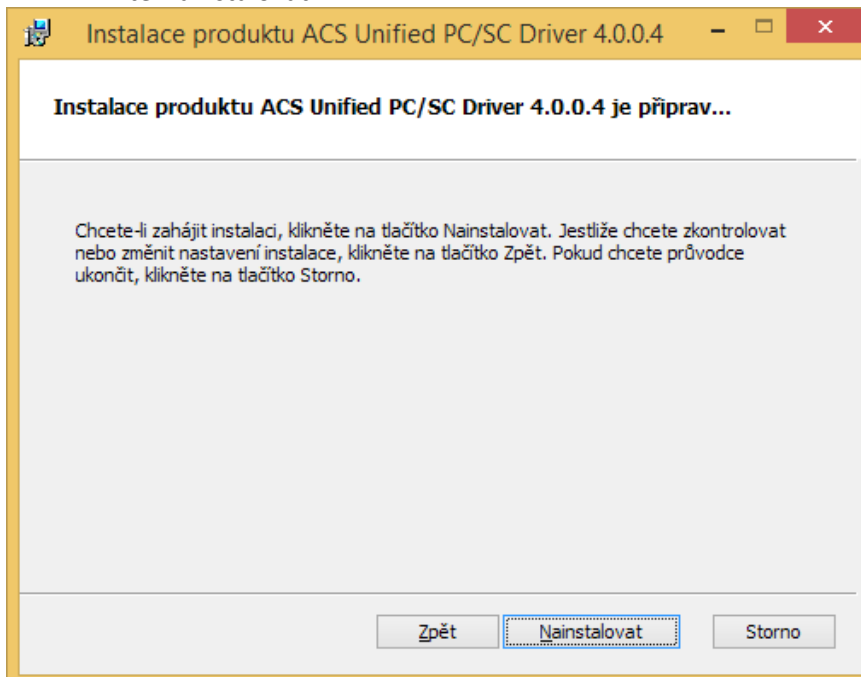 Instalace produktu ACS Unified PC/SC Driver 4.0.0.4
Instalace produktu ACS Unified PC/SC Driver 4.0.0.4 je připrav...
Chcete-li zahájit instalaci, klikněte na tlačítko Nainstalovat. Jestliže chcete zkontrolovat
nebo změnit nastavení instalace, klikněte na tlačítko Zpět. Pokud chcete průvodce
ukončit, klikněte na tlačítko Storno.
Zpět Nainstalovat Storno